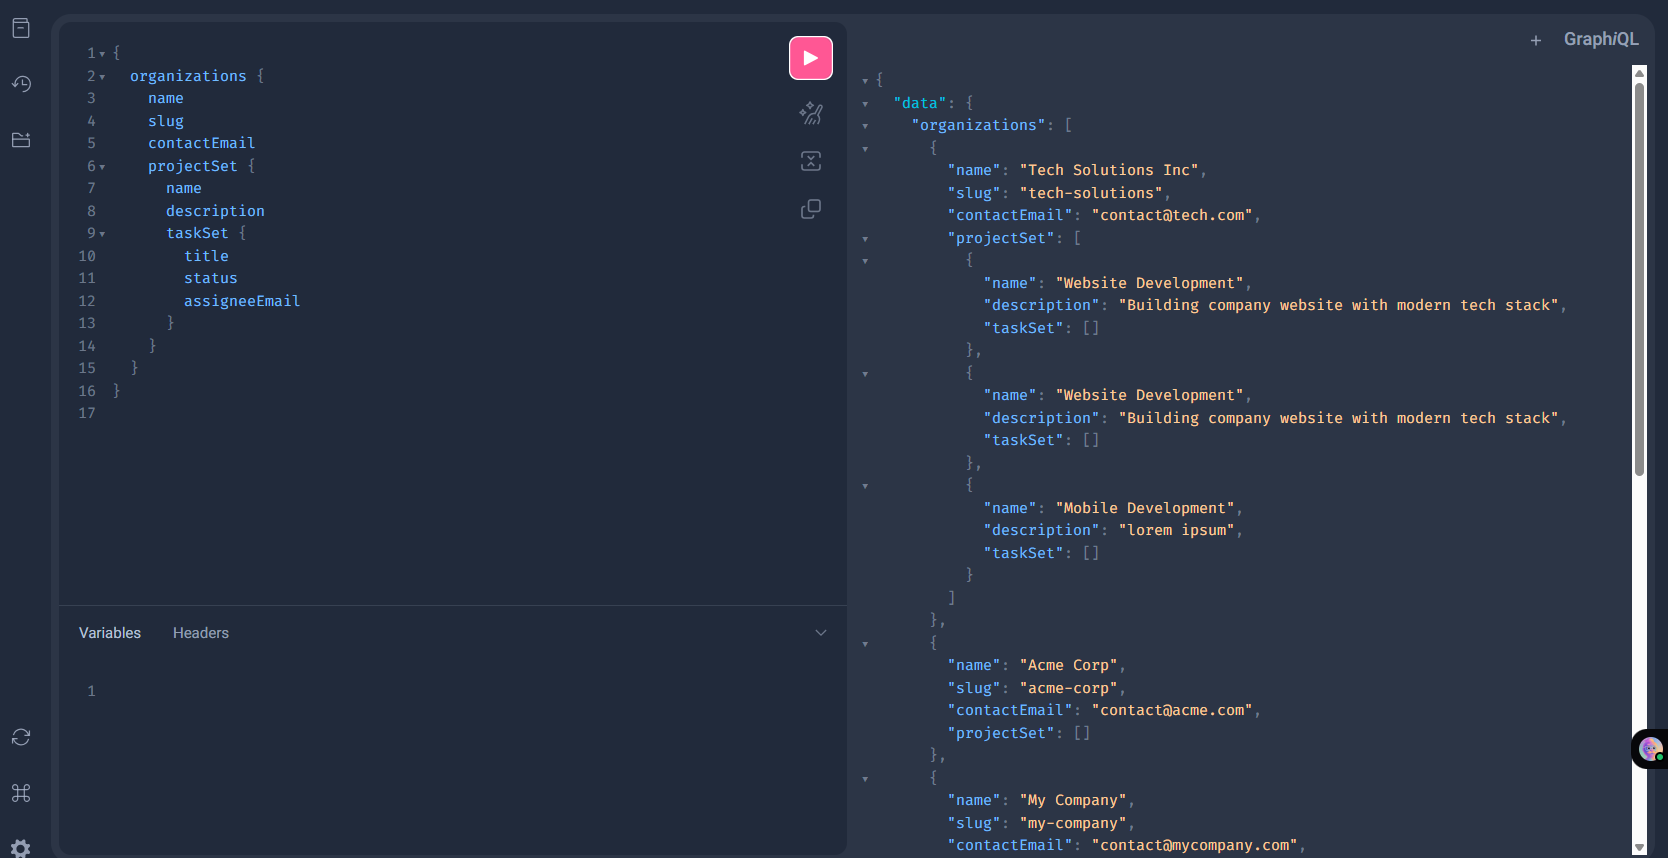 1 {
2 organizations {
3 name
4 slug
5 contactEmail
6 projectSet {
7 name
8 description
9 taskSet {
10 title
11 status
12 assigneeEmail
13 }
14 }
15 }
16 }
17
Variables Headers
1
+ GraphiQL
{
"data": {
"organizations": [
{
"name": "Tech Solutions Inc",
"slug": "tech-solutions",
"contactEmail": "contact@tech.com",
"projectSet": [
{
"name": "Website Development",
"description": "Building company website with modern tech stack",
"taskSet": []
},
{
"name": "Website Development",
"description": "Building company website with modern tech stack",
"taskSet": []
},
{
"name": "Mobile Development",
"description": "lorem ipsum",
"taskSet": []
}
]
},
{
"name": "Acme Corp",
"slug": "acme-corp",
"contactEmail": "contact@acme.com",
"projectSet": []
},
{
"name": "My Company",
"slug": "my-company",
"contactEmail": "contact@mycompany.com",